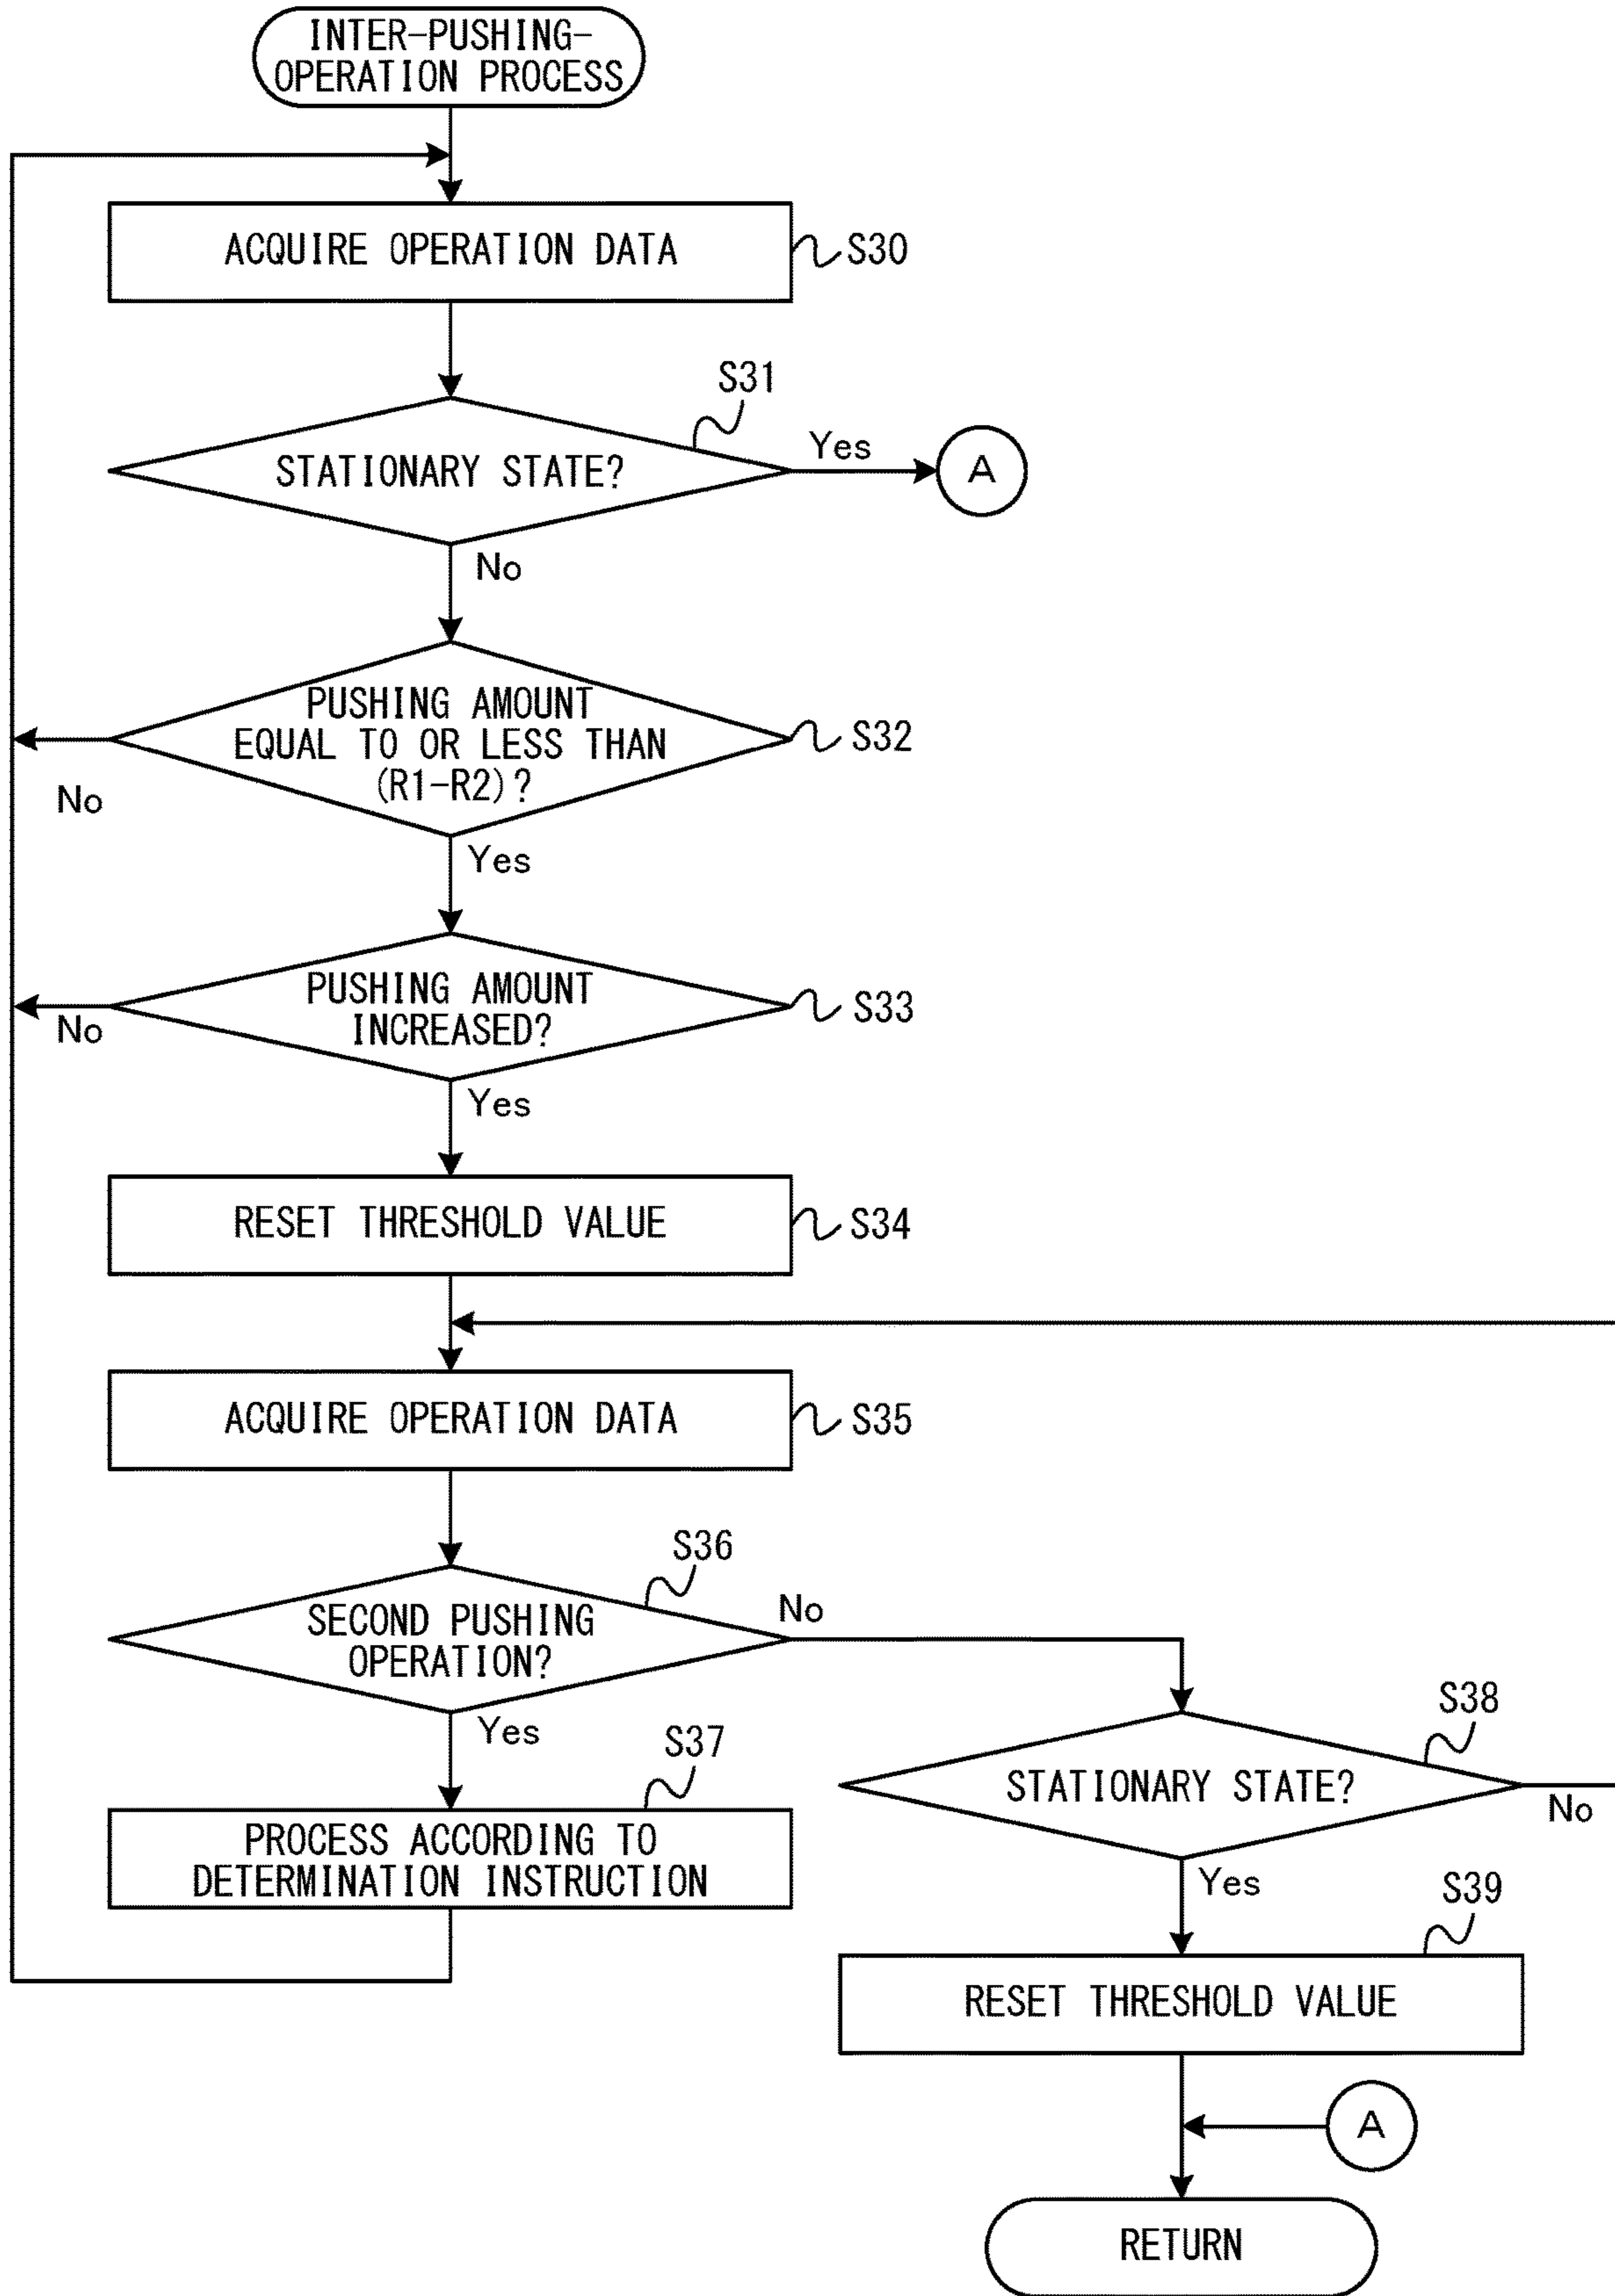 INTER-PUSHING-
OPERATION PROCESS
ACQUIRE OPERATION DATA
S30
S31
STATIONARY STATE?
Yes
A
No
PUSHING AMOUNT
EQUAL TO OR LESS THAN
(R1-R2)?
S32
No
Yes
PUSHING AMOUNT
INCREASED?
S33
No
Yes
RESET THRESHOLD VALUE
S34
ACQUIRE OPERATION DATA
S35
S36
SECOND PUSHING
OPERATION?
No
Yes
S37
PROCESS ACCORDING TO
DETERMINATION INSTRUCTION
S38
STATIONARY STATE?
No
Yes
S39
RESET THRESHOLD VALUE
A
RETURN